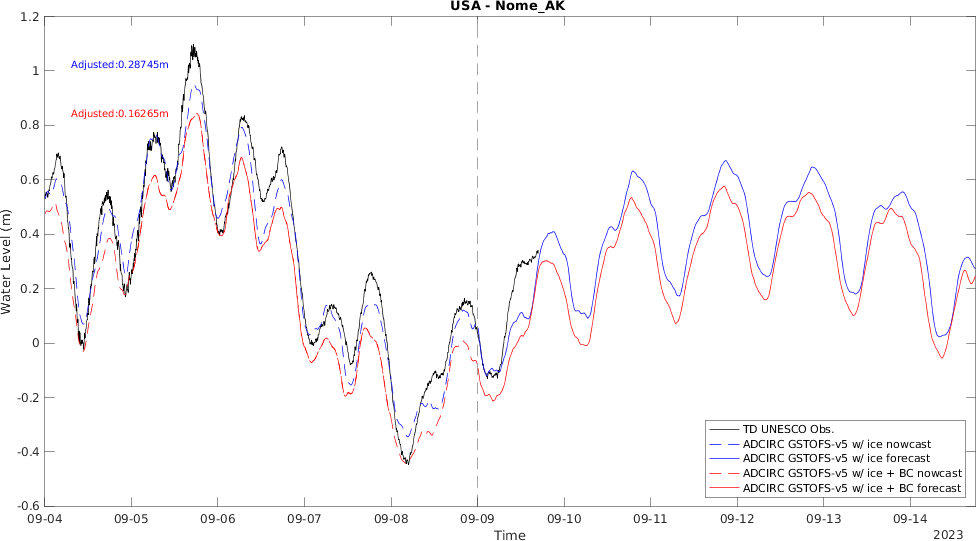 USA - Nome_AK
Adjusted:0.28745m
Adjusted:0.16265m
Water Level (m)
1.2
1
0.8
0.6
0.4
0.2
0
-0.2
-0.4
-0.6
TD UNESCO Obs.
ADCIRC GSTOFS-v5 w/ ice nowcast
ADCIRC GSTOFS-v5 w/ ice forecast
ADCIRC GSTOFS-v5 w/ ice + BC nowcast
ADCIRC GSTOFS-v5 w/ ice + BC forecast
09-04 09-05 09-06 09-07 09-08 09-09 09-10 09-11 09-12 09-13 09-14
Time
2023